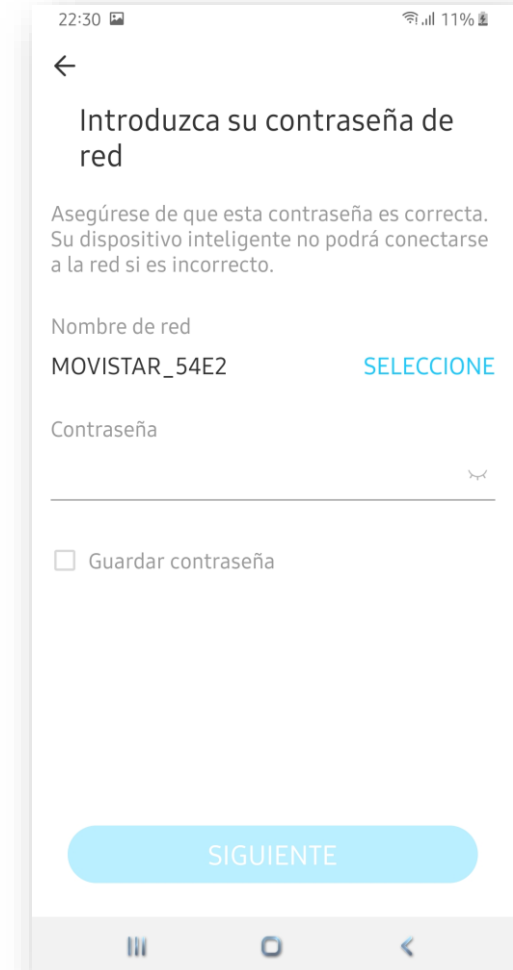 22:30 11%
Introduzca su contraseña de
red
Asegúrese de que esta contraseña es correcta.
Su dispositivo inteligente no podrá conectarse
a la red si es incorrecto.
Nombre de red
MOVISTAR_54E2 SELECCIONE
Contraseña
Guardar contraseña
SIGUIENTE